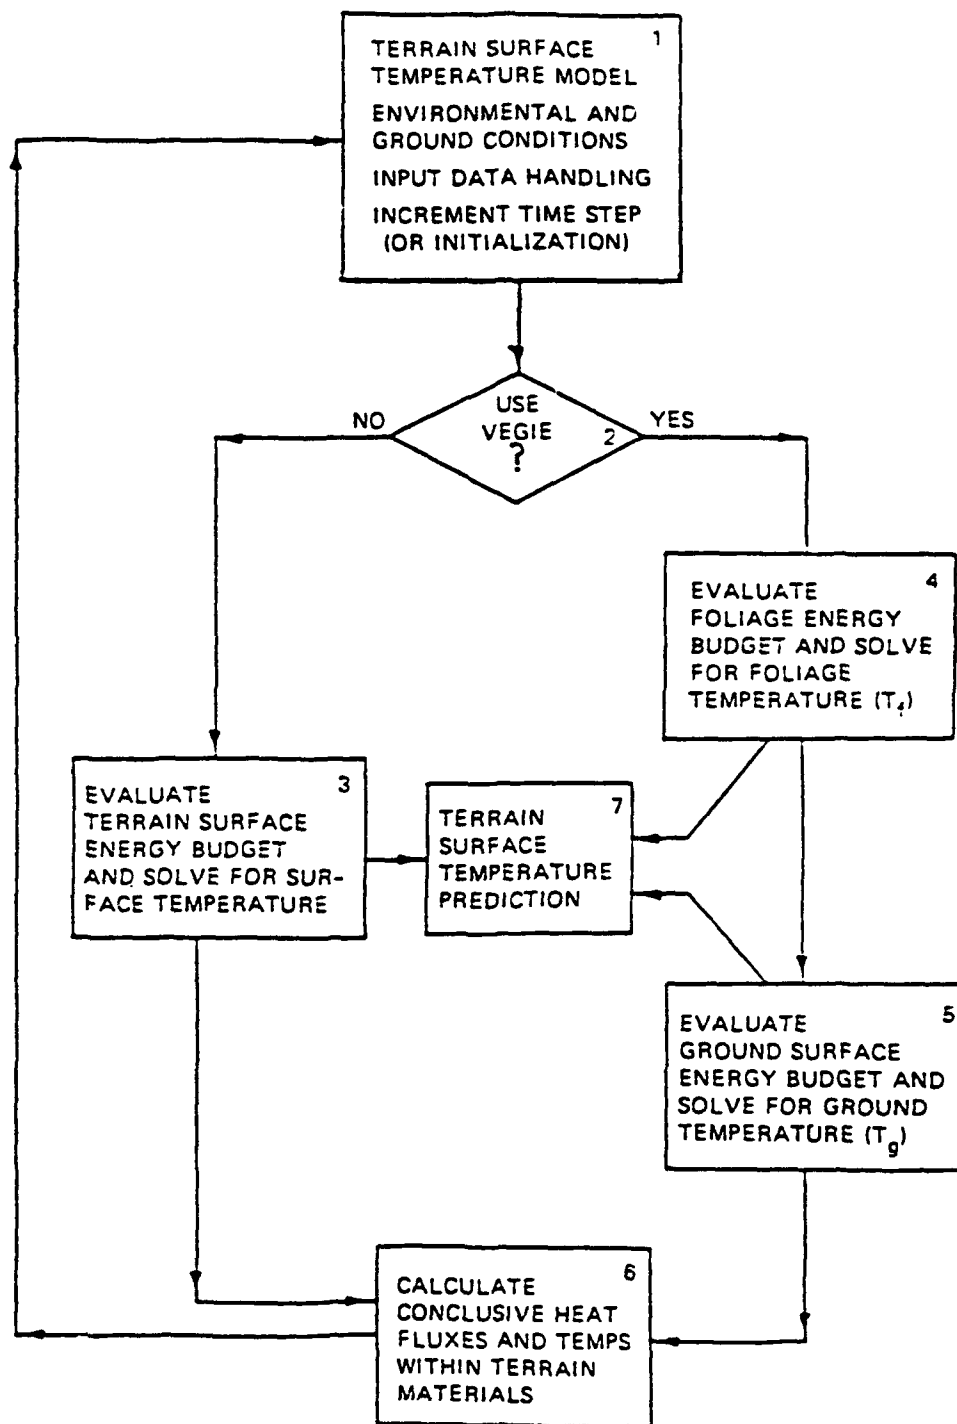 1
TERRAIN SURFACE
TEMPERATURE MODEL
ENVIRONMENTAL AND
GROUND CONDITIONS
INPUT DATA HANDLING
INCREMENT TIME STEP
(OR INITIALIZATION)
NO
USE
VEGIE
?
2
YES
4
EVALUATE
FOLIAGE ENERGY
BUDGET AND SOLVE
FOR FOLIAGE
TEMPERATURE (Tf)
3
EVALUATE
TERRAIN SURFACE
ENERGY BUDGET
AND SOLVE FOR SUR-
FACE TEMPERATURE
7
TERRAIN
SURFACE
TEMPERATURE
PREDICTION
5
EVALUATE
GROUND SURFACE
ENERGY BUDGET AND
SOLVE FOR GROUND
TEMPERATURE (Tg)
6
CALCULATE
CONCLUSIVE HEAT
FLUXES AND TEMPS
WITHIN TERRAIN
MATERIALS